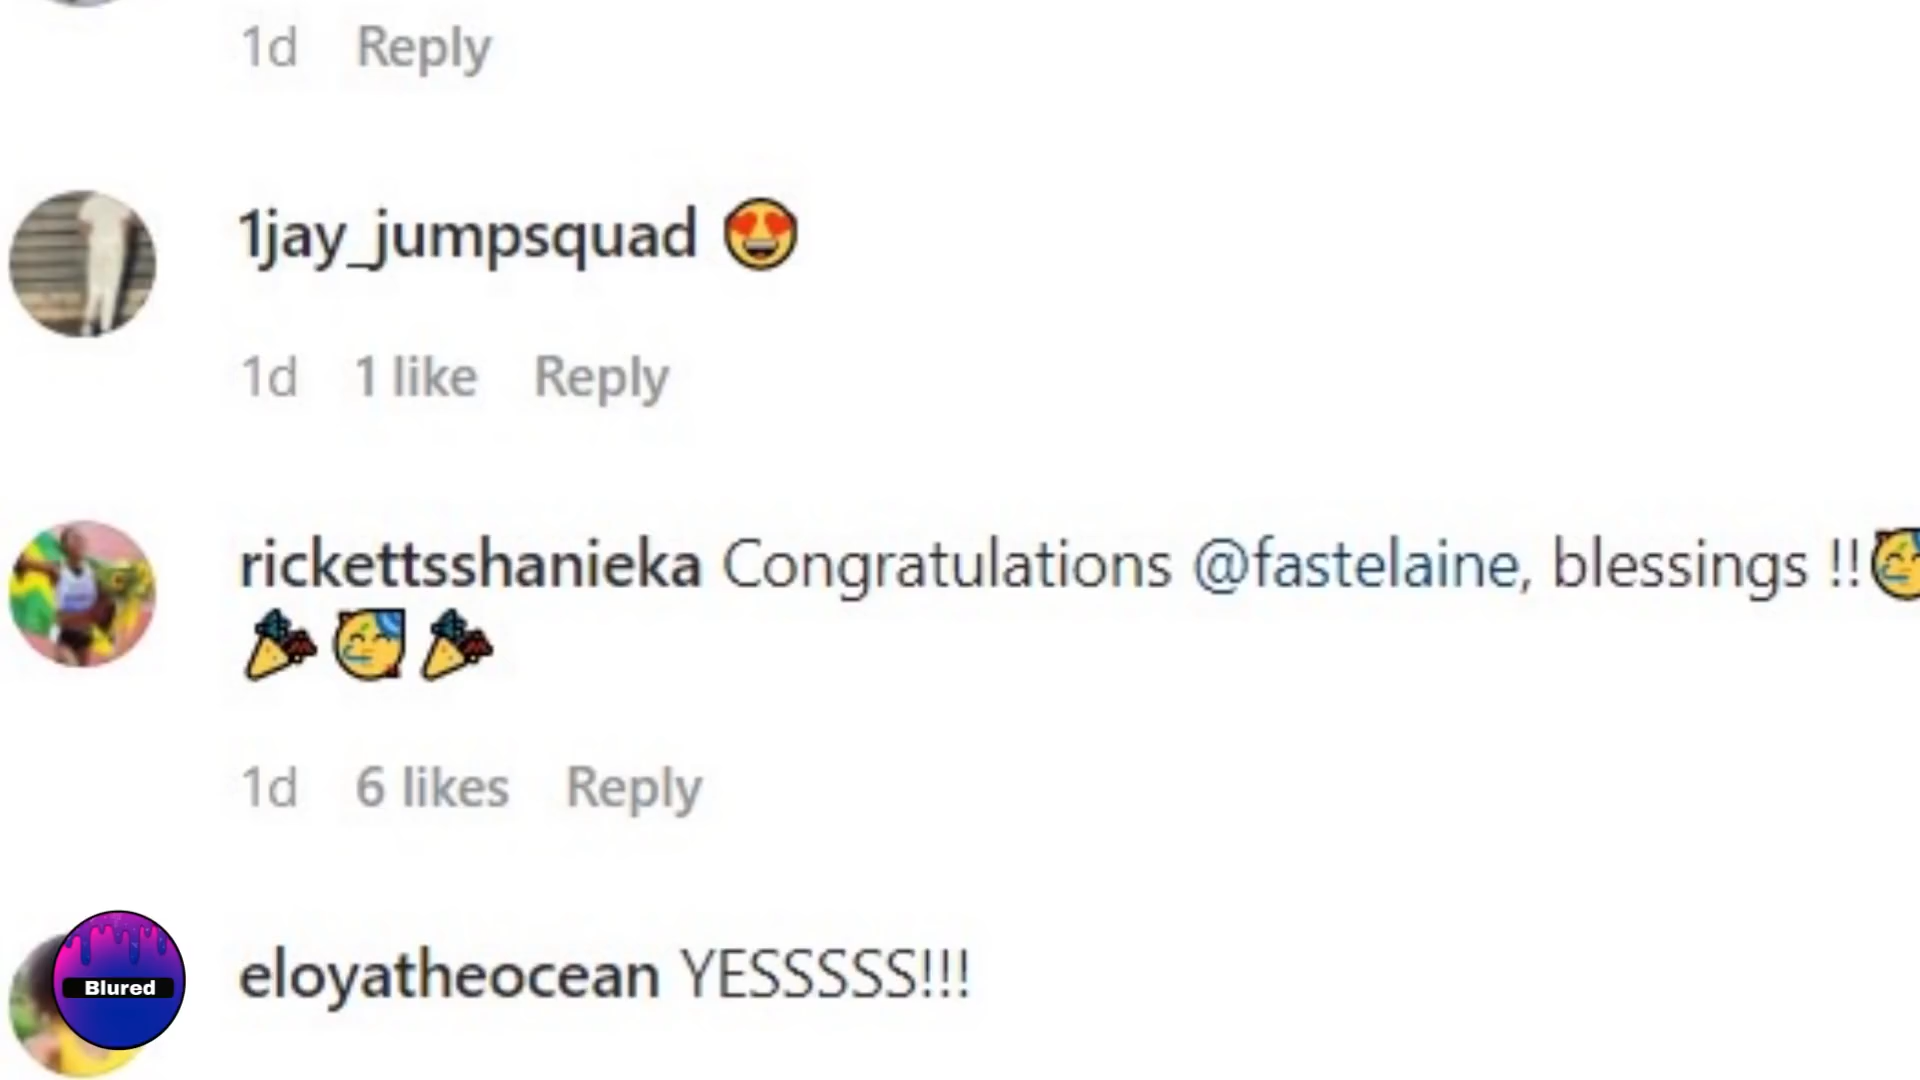 1d Reply
1jay_jumpsquad 😍
1d 1 like Reply
rickettsshanieka Congratulations @fastelaine, blessings !!🥳
🎉🥳🎉
1d 6 likes Reply
eloyatheocean YESSSSS!!!
Blured